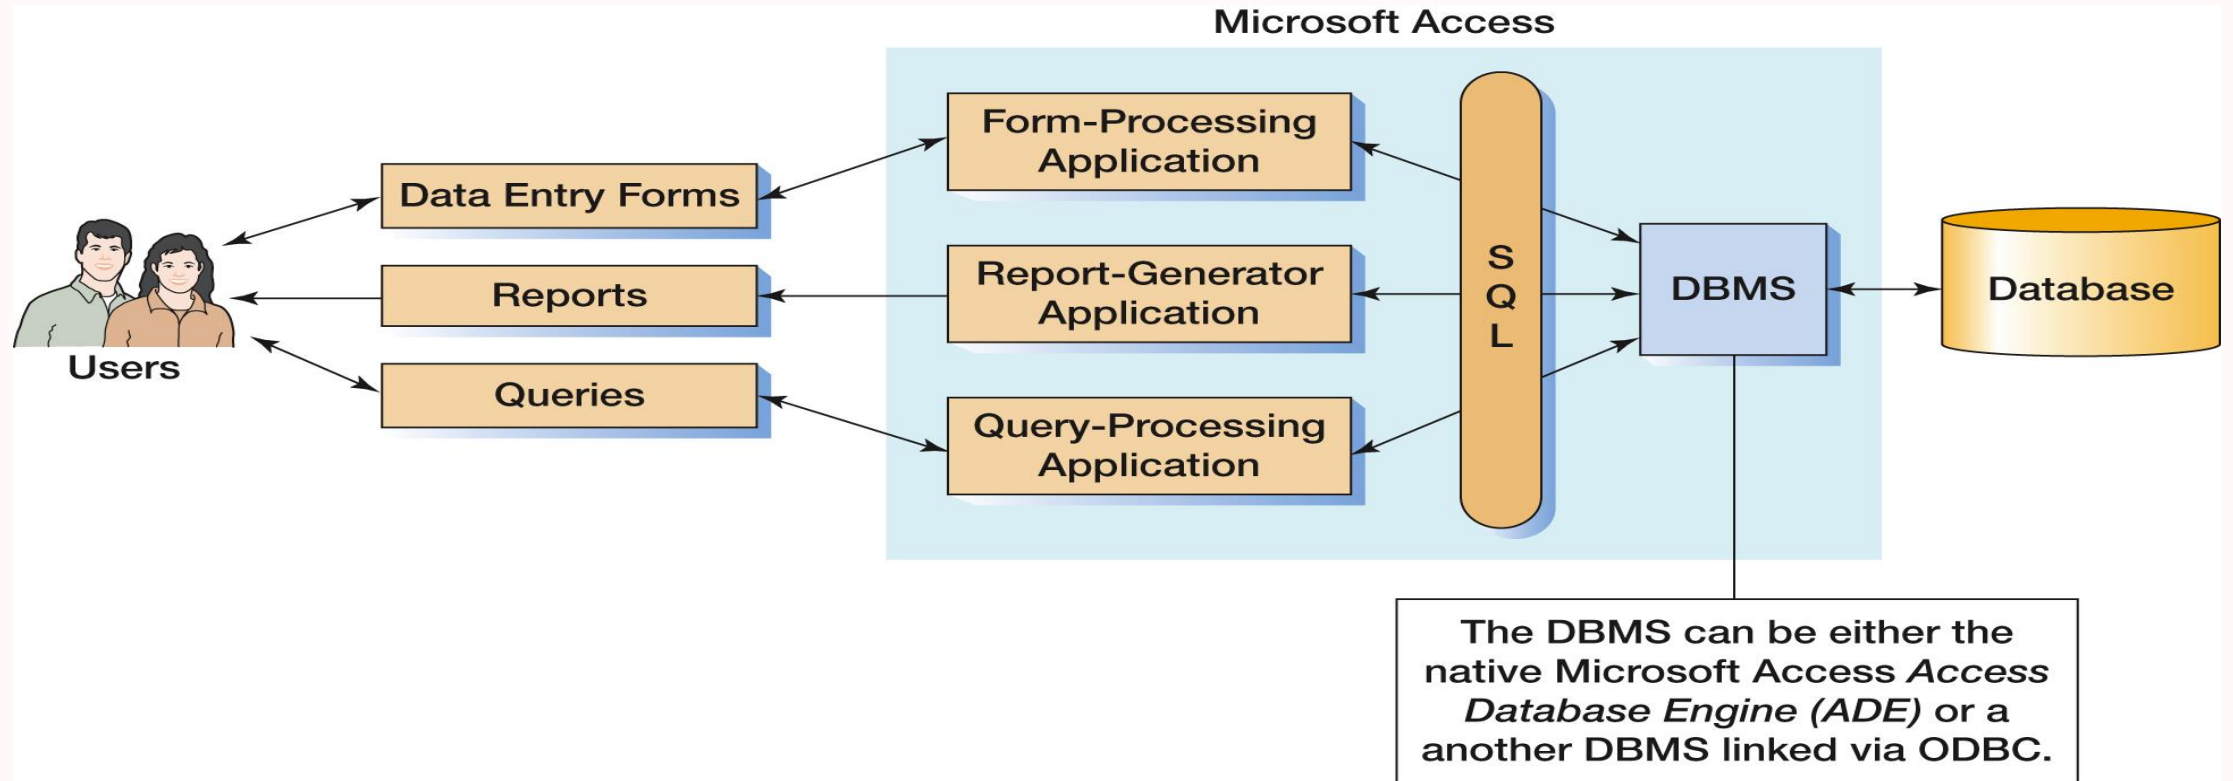 Microsoft Access
Form-Processing
Application
Data Entry Forms
Report-Generator
Application
Reports
Users
Queries
Query-Processing
Application
S
Q
L
DBMS
Database
The DBMS can be either the
native Microsoft Access Access
Database Engine (ADE) or a
another DBMS linked via ODBC.